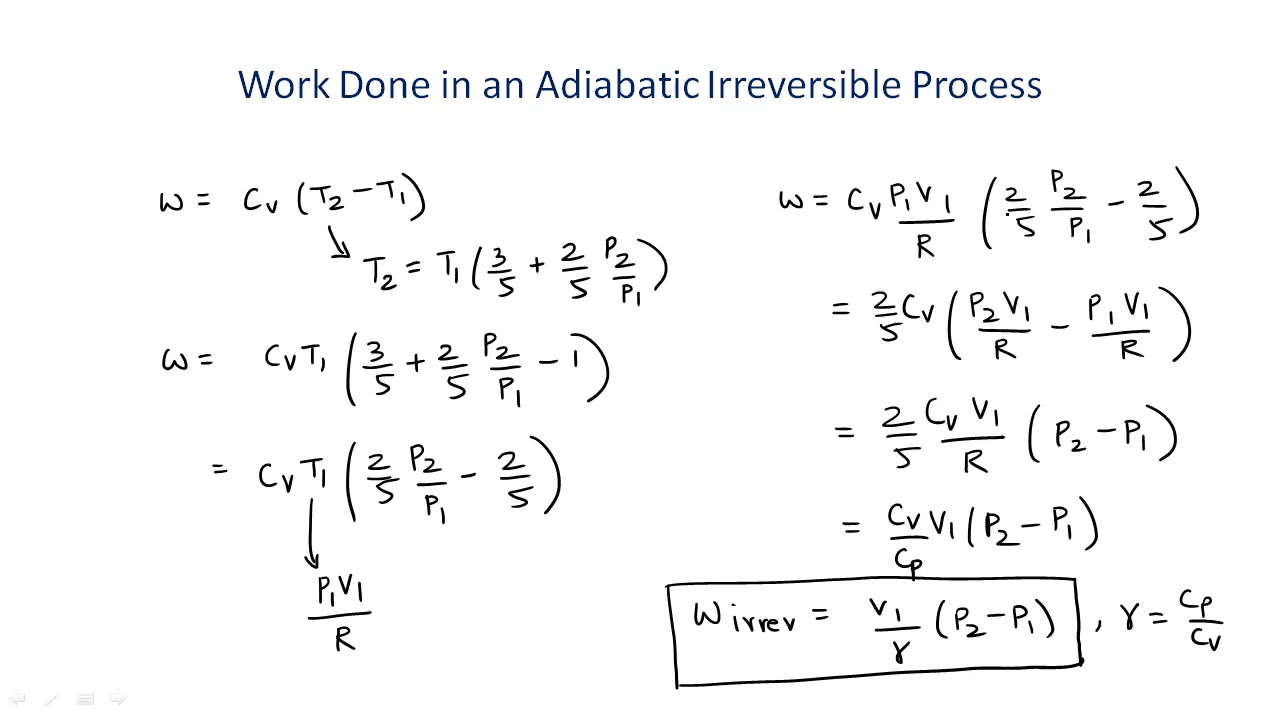 Work Done in an Adiabatic Irreversible Process
w = Cv (T2 − T1)
T2 = T1 (3/5 + 2/5 P2/P1)
w = CvT1 (3/5 + 2/5 P2/P1 − 1)
= CvT1 (2/5 P2/P1 − 2/5)
P1V1/R
w = Cv P1V1/R (2/5 P2/P1 − 2/5)
= 2/5 Cv (P2V1/R − P1V1/R)
= 2/5 CvV1/R (P2 − P1)
= Cv/Cp V1 (P2 − P1)
w irrev = V1/γ (P2 − P1) , γ = Cp/Cv